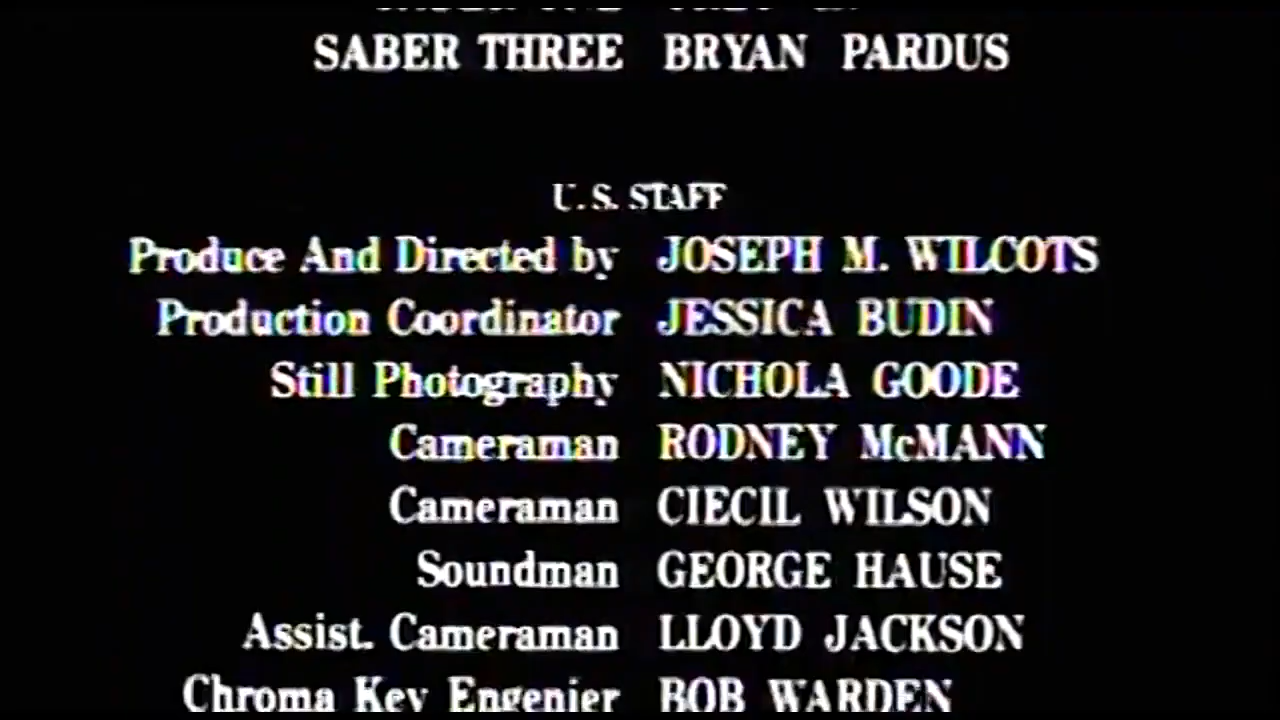 SABER THREE BRYAN PARDUS
U.S. STAFF
Produce And Directed by JOSEPH M. WILCOTS
Production Coordinator JESSICA BUDIN
Still Photography NICHOLA GOODE
Cameraman RODNEY McMANN
Cameraman CIECIL WILSON
Soundman GEORGE HAUSE
Assist. Cameraman LLOYD JACKSON
Chroma Key Engenier BOB WARDEN